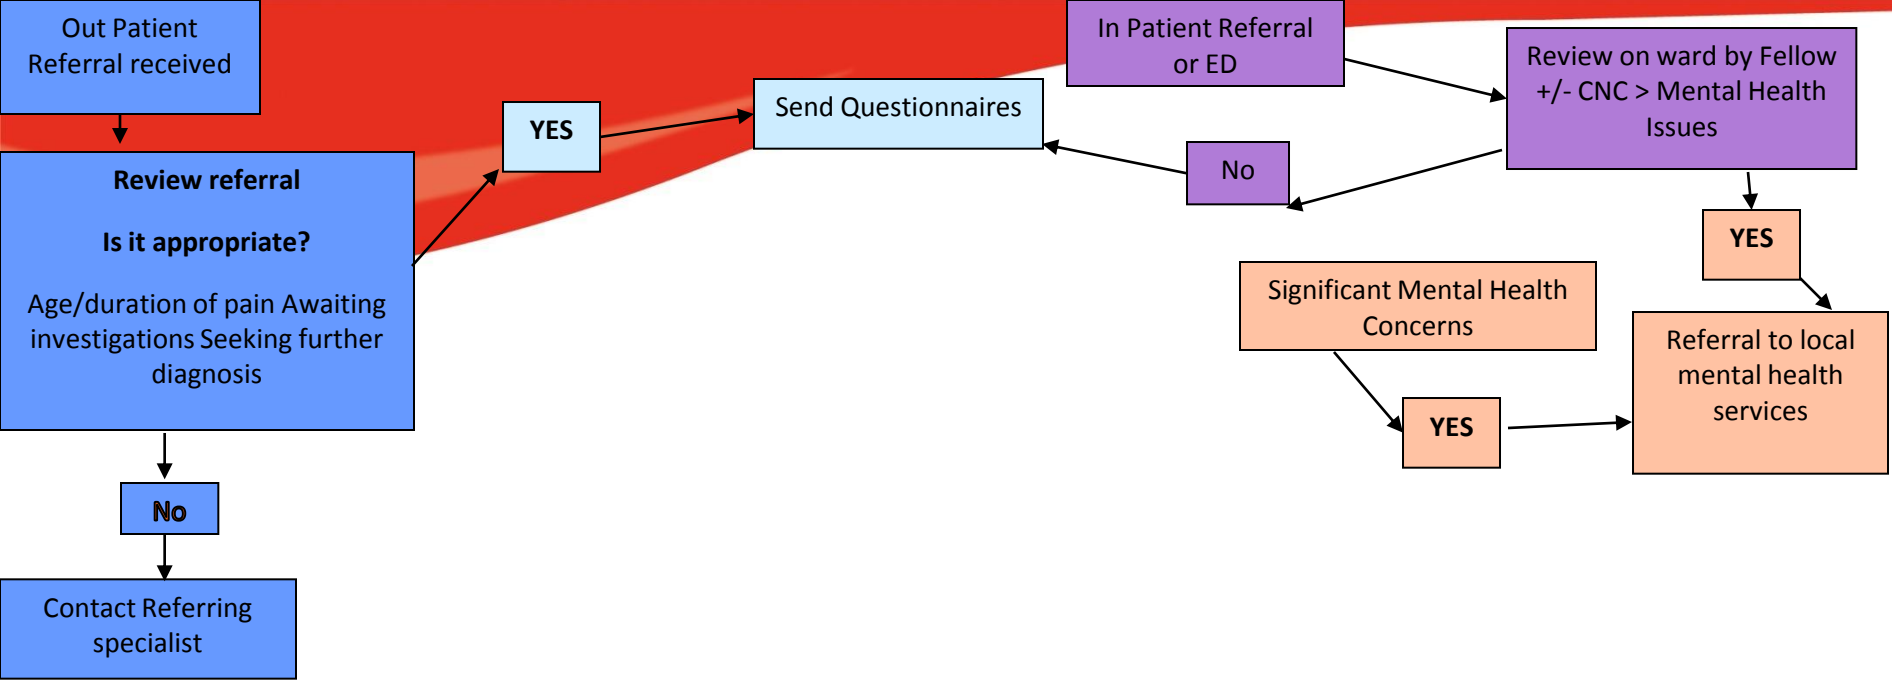 Out Patient
Referral received
Review referral
Is it appropriate?
Age/duration of pain Awaiting
investigations Seeking further
diagnosis
No
Contact Referring
specialist
YES
Send Questionnaires
In Patient Referral
or ED
Review on ward by Fellow
+/- CNC > Mental Health
Issues
No
YES
Significant Mental Health
Concerns
YES
Referral to local
mental health
services